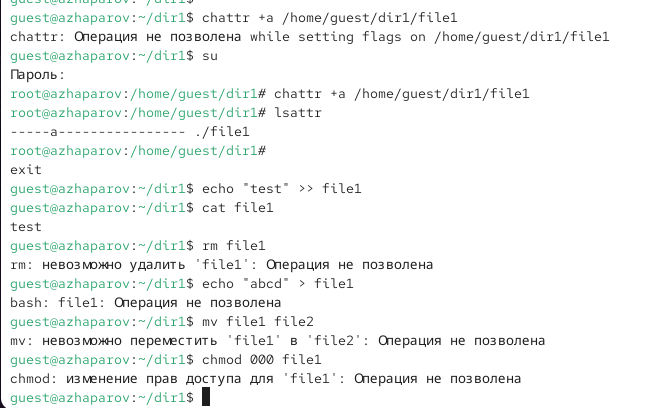 guest@azhaparov:~/dir1$ chattr +a /home/guest/dir1/file1
chattr: Операция не позволена while setting flags on /home/guest/dir1/file1
guest@azhaparov:~/dir1$ su
Пароль:
root@azhaparov:/home/guest/dir1# chattr +a /home/guest/dir1/file1
root@azhaparov:/home/guest/dir1# lsattr
-----a---------------- ./file1
root@azhaparov:/home/guest/dir1#
exit
guest@azhaparov:~/dir1$ echo "test" >> file1
guest@azhaparov:~/dir1$ cat file1
test
guest@azhaparov:~/dir1$ rm file1
rm: невозможно удалить 'file1': Операция не позволена
guest@azhaparov:~/dir1$ echo "abcd" > file1
bash: file1: Операция не позволена
guest@azhaparov:~/dir1$ mv file1 file2
mv: невозможно переместить 'file1' в 'file2': Операция не позволена
guest@azhaparov:~/dir1$ chmod 000 file1
chmod: изменение прав доступа для 'file1': Операция не позволена
guest@azhaparov:~/dir1$